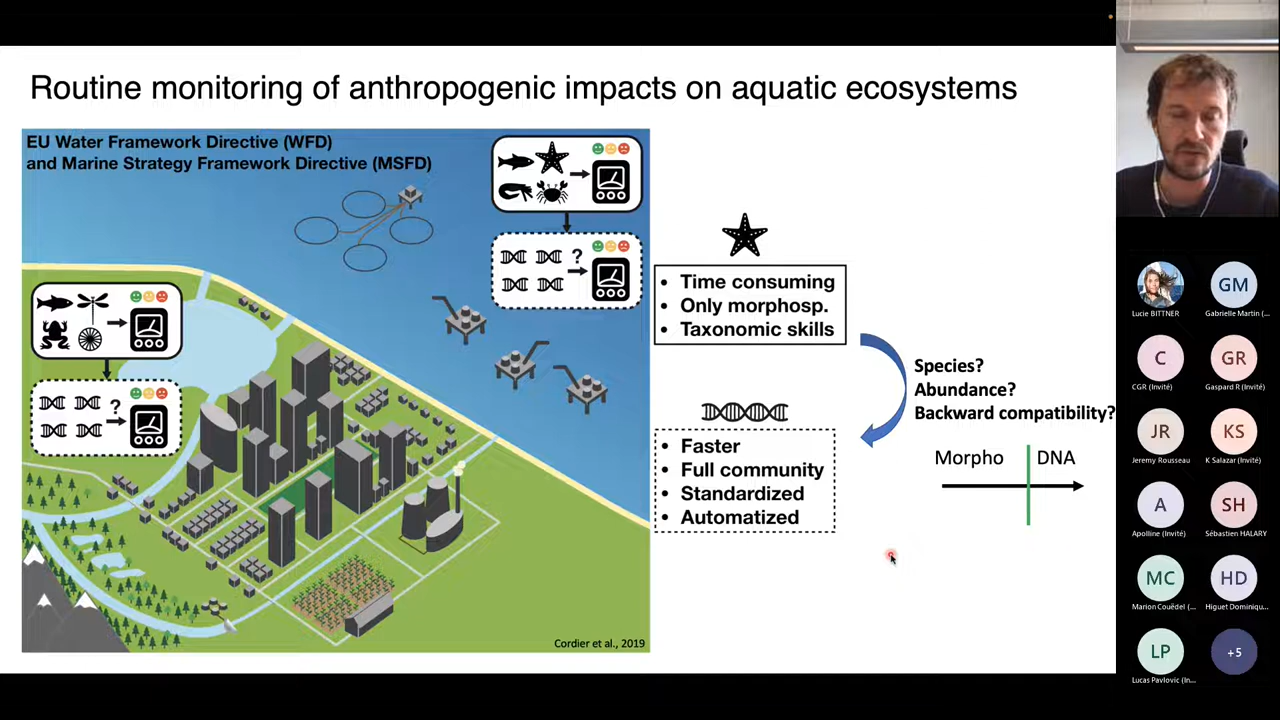 Routine monitoring of anthropogenic impacts on aquatic ecosystems
EU Water Framework Directive (WFD)
and Marine Strategy Framework Directive (MSFD)
?
?
Cordier et al., 2019
• Time consuming
• Only morphosp.
• Taxonomic skills
Species?
Abundance?
Backward compatibility?
• Faster
• Full community
• Standardized
• Automatized
Morpho
DNA
Lucie BITTNER
GM
Gabrielle Martin (...
C
CGR (Invité)
GR
Gaspard R (Invité)
JR
Jeremy Rousseau
KS
K Salazar (Invité)
A
Apolline (Invité)
SH
Sébastien HALARY
MC
Marion Couëdel (...
HD
Higuet Dominiqu...
LP
Lucas Pavlovic (In...
+5